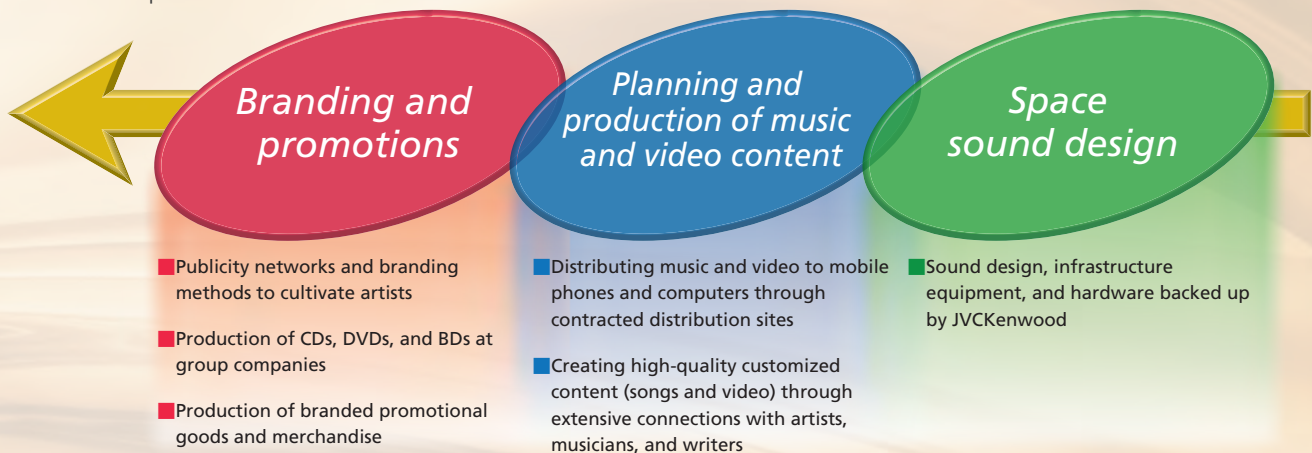 Branding and
promotions
Planning and
production of music
and video content
Space
sound design
■Publicity networks and branding
methods to cultivate artists
■Production of CDs, DVDs, and BDs at
group companies
■Production of branded promotional
goods and merchandise
■Distributing music and video to mobile
phones and computers through
contracted distribution sites
■Creating high-quality customized
content (songs and video) through
extensive connections with artists,
musicians, and writers
■Sound design, infrastructure
equipment, and hardware backed up
by JVCKenwood